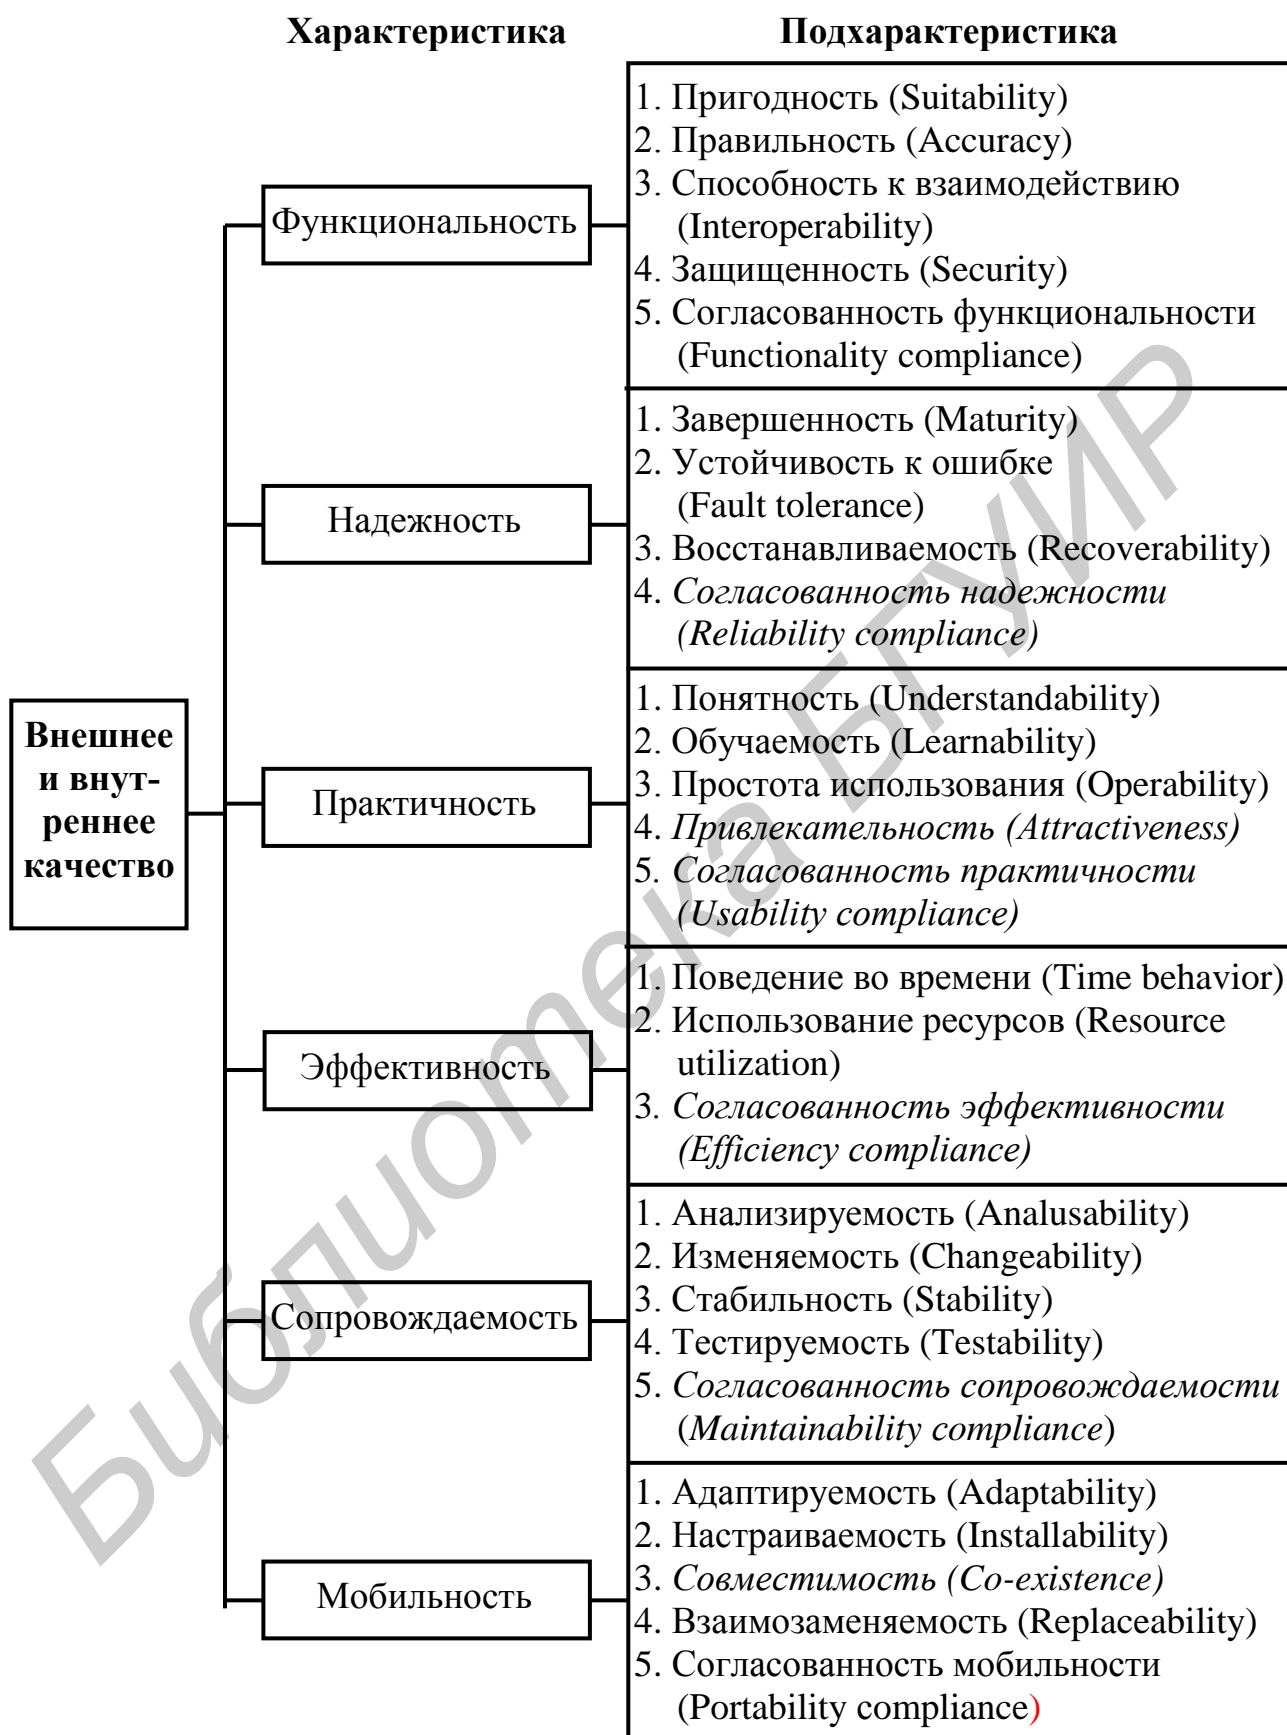 Характеристика Подхарактеристика
1. Пригодность (Suitability)
2. Правильность (Accuracy)
3. Способность к взаимодействию
(Interoperability)
4. Защищенность (Security)
5. Согласованность функциональности
(Functionality compliance)
Функциональность
1. Завершенность (Maturity)
2. Устойчивость к ошибке
(Fault tolerance)
3. Восстанавливаемость (Recoverability)
4. Согласованность надежности
(Reliability compliance)
Надежность
Внешнее
и внут-
реннее
качество
1. Понятность (Understandability)
2. Обучаемость (Learnability)
3. Простота использования (Operability)
4. Привлекательность (Attractiveness)
5. Согласованность практичности
(Usability compliance)
Практичность
1. Поведение во времени (Time behavior)
2. Использование ресурсов (Resource
utilization)
3. Согласованность эффективности
(Efficiency compliance)
Эффективность
1. Анализируемость (Analusability)
2. Изменяемость (Changeability)
3. Стабильность (Stability)
4. Тестируемость (Testability)
5. Согласованность сопровождаемости
(Maintainability compliance)
Сопровождаемость
1. Адаптируемость (Adaptability)
2. Настраиваемость (Installability)
3. Совместимость (Co-existence)
4. Взаимозаменяемость (Replaceability)
5. Согласованность мобильности
(Portability compliance)
Мобильность
Библиотека БГУИР